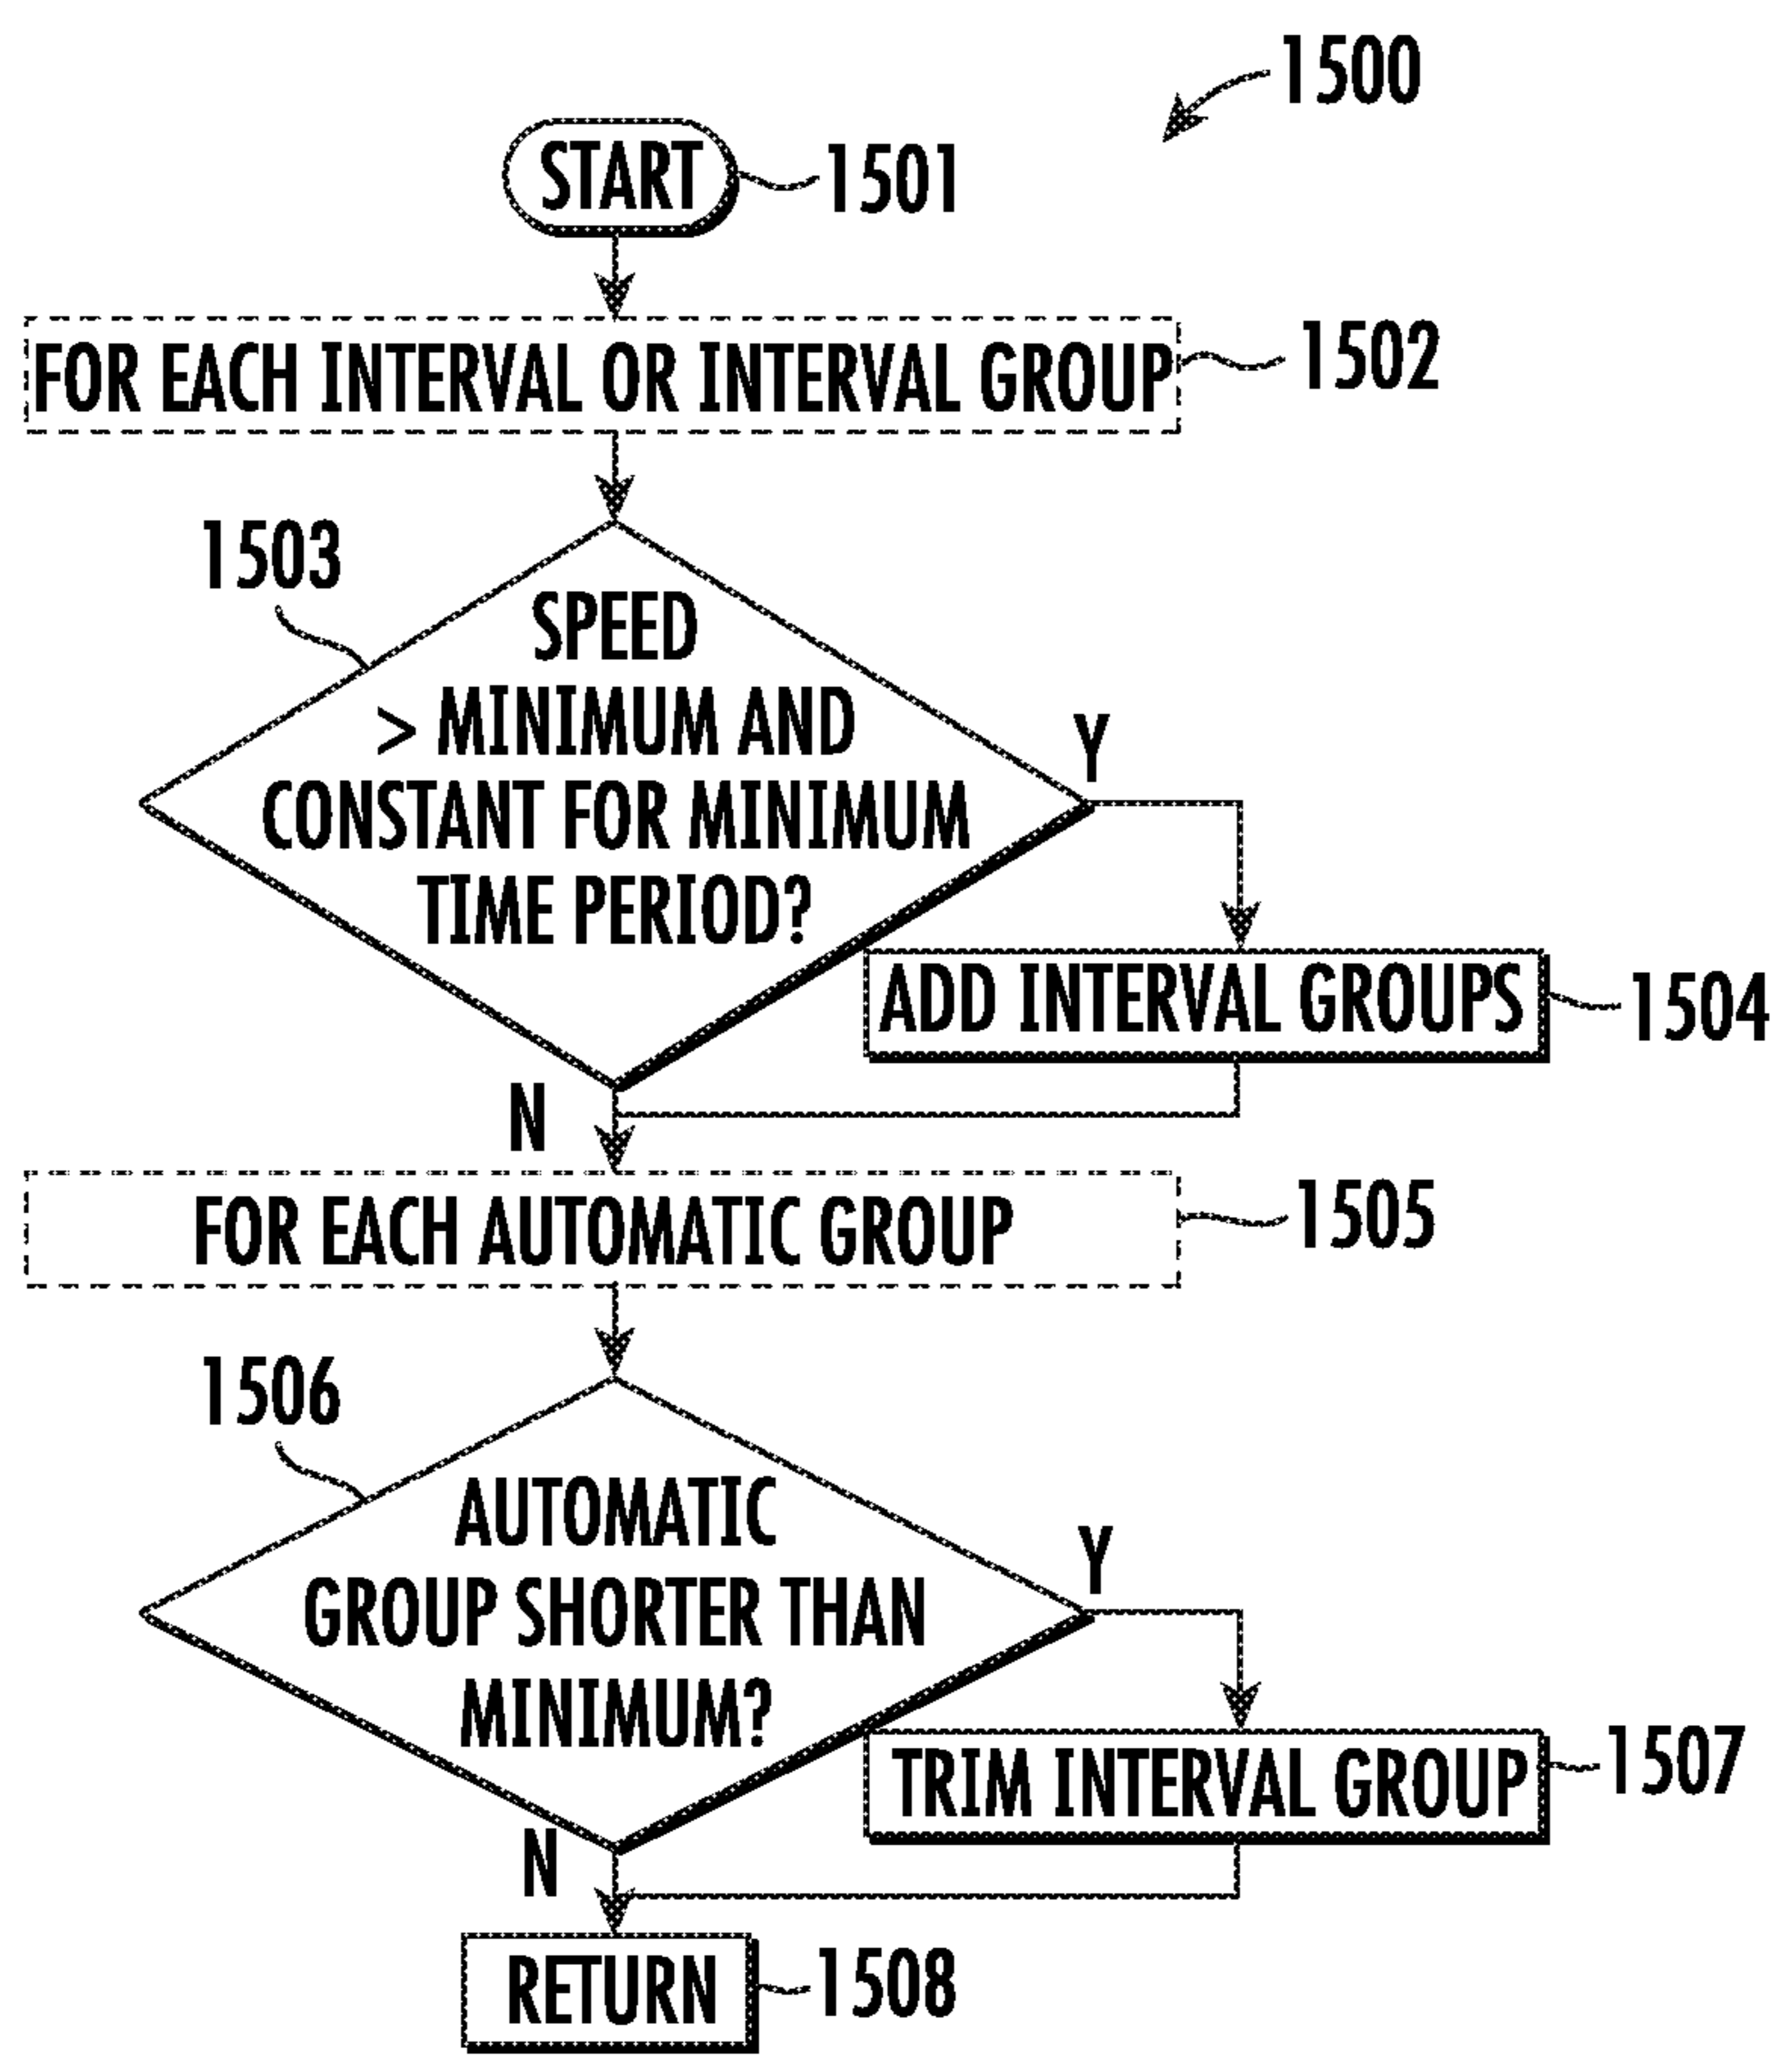 1500
START
1501
FOR EACH INTERVAL OR INTERVAL GROUP
1502
1503
SPEED
> MINIMUM AND
CONSTANT FOR MINIMUM
TIME PERIOD?
Y
ADD INTERVAL GROUPS
1504
N
FOR EACH AUTOMATIC GROUP
1505
1506
AUTOMATIC
GROUP SHORTER THAN
MINIMUM?
Y
TRIM INTERVAL GROUP
1507
N
RETURN
1508